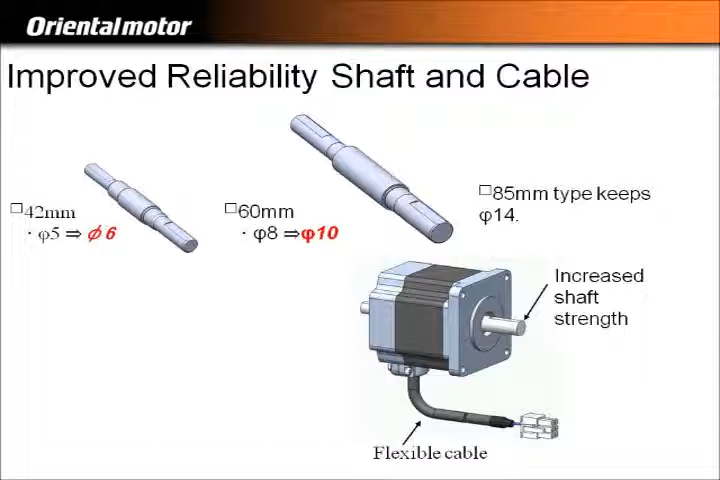 Orientalmotor
Improved Reliability Shaft and Cable
□42mm
・φ5 ⇒ φ6
□60mm
・φ8 ⇒φ10
□85mm type keeps
φ14.
Increased
shaft
strength
Flexible cable